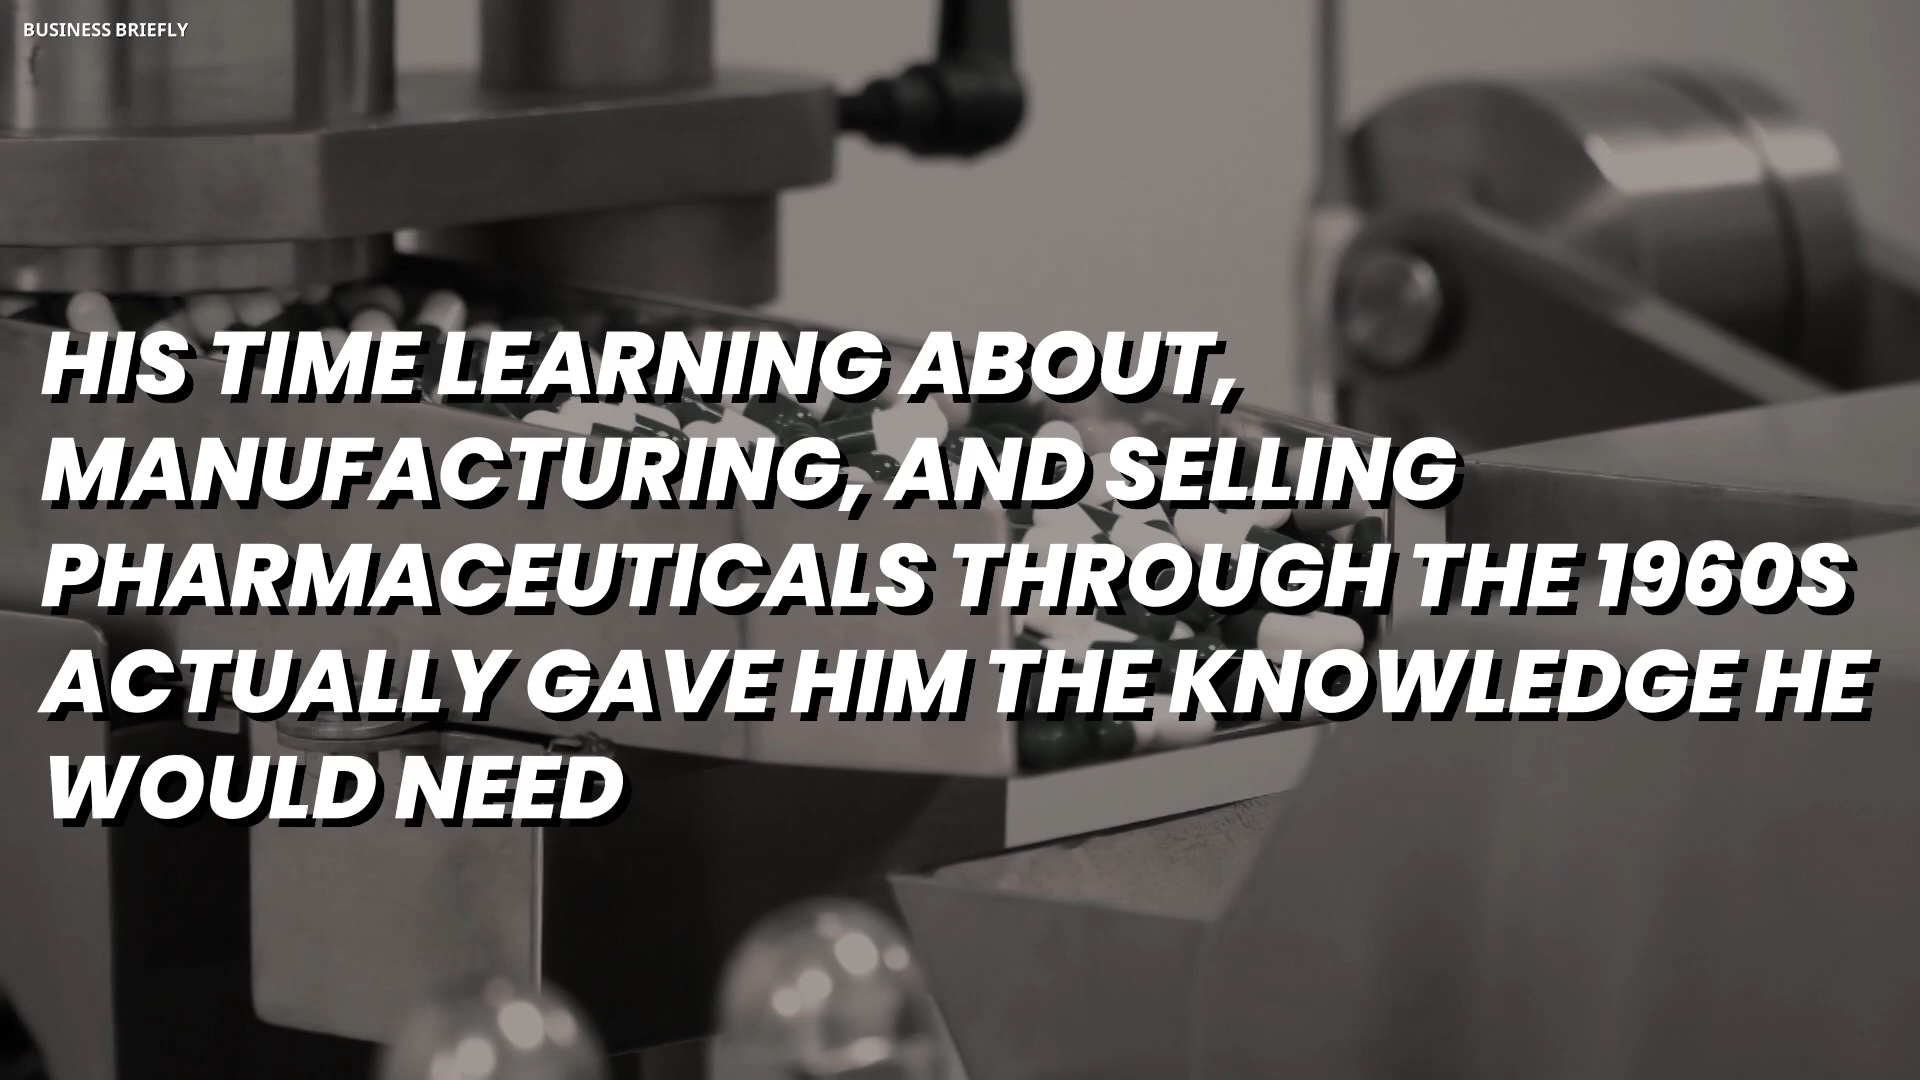 BUSINESS BRIEFLY
HIS TIME LEARNING ABOUT,
MANUFACTURING, AND SELLING
PHARMACEUTICALS THROUGH THE 1960S
ACTUALLY GAVE HIM THE KNOWLEDGE HE
WOULD NEED